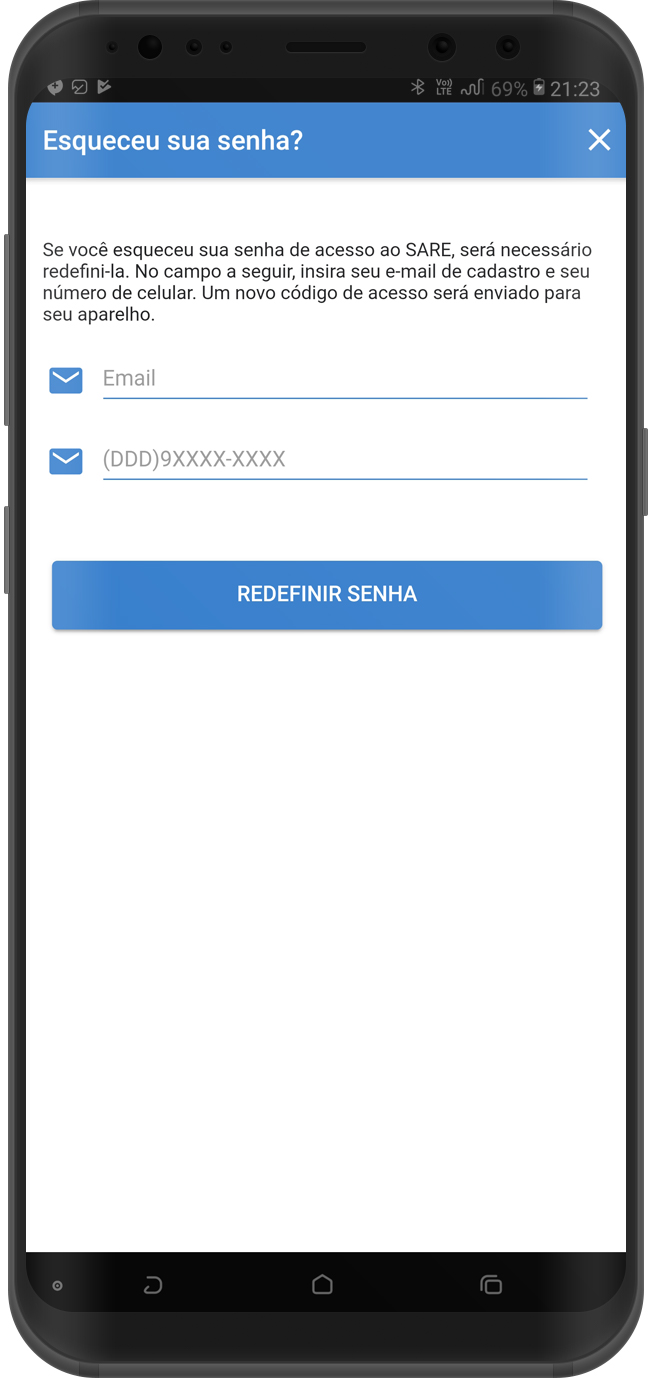 Vo)) LTE 69% 21:23
Esqueceu sua senha?
Se você esqueceu sua senha de acesso ao SARE, será necessário
redefini-la. No campo a seguir, insira seu e-mail de cadastro e seu
número de celular. Um novo código de acesso será enviado para
seu aparelho.
Email
(DDD)9XXXX-XXXX
REDEFINIR SENHA